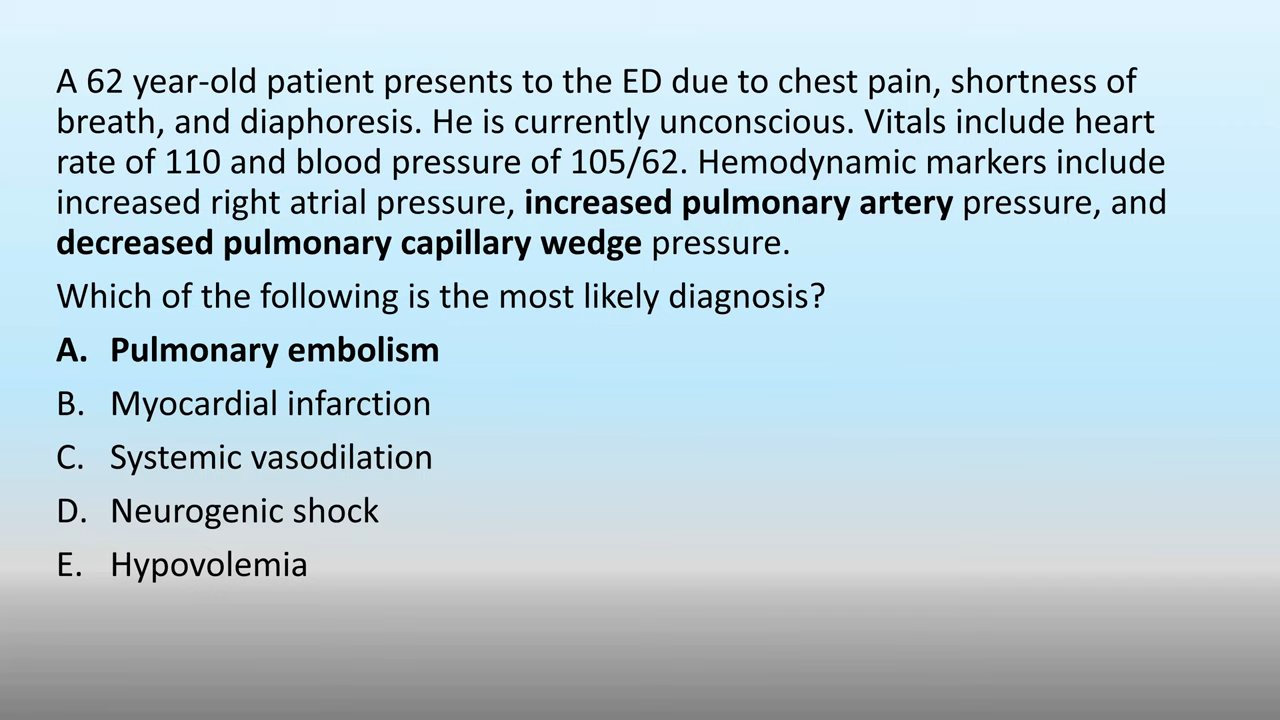 A 62 year-old patient presents to the ED due to chest pain, shortness of
breath, and diaphoresis. He is currently unconscious. Vitals include heart
rate of 110 and blood pressure of 105/62. Hemodynamic markers include
increased right atrial pressure, increased pulmonary artery pressure, and
decreased pulmonary capillary wedge pressure.
Which of the following is the most likely diagnosis?
A. Pulmonary embolism
B. Myocardial infarction
C. Systemic vasodilation
D. Neurogenic shock
E. Hypovolemia